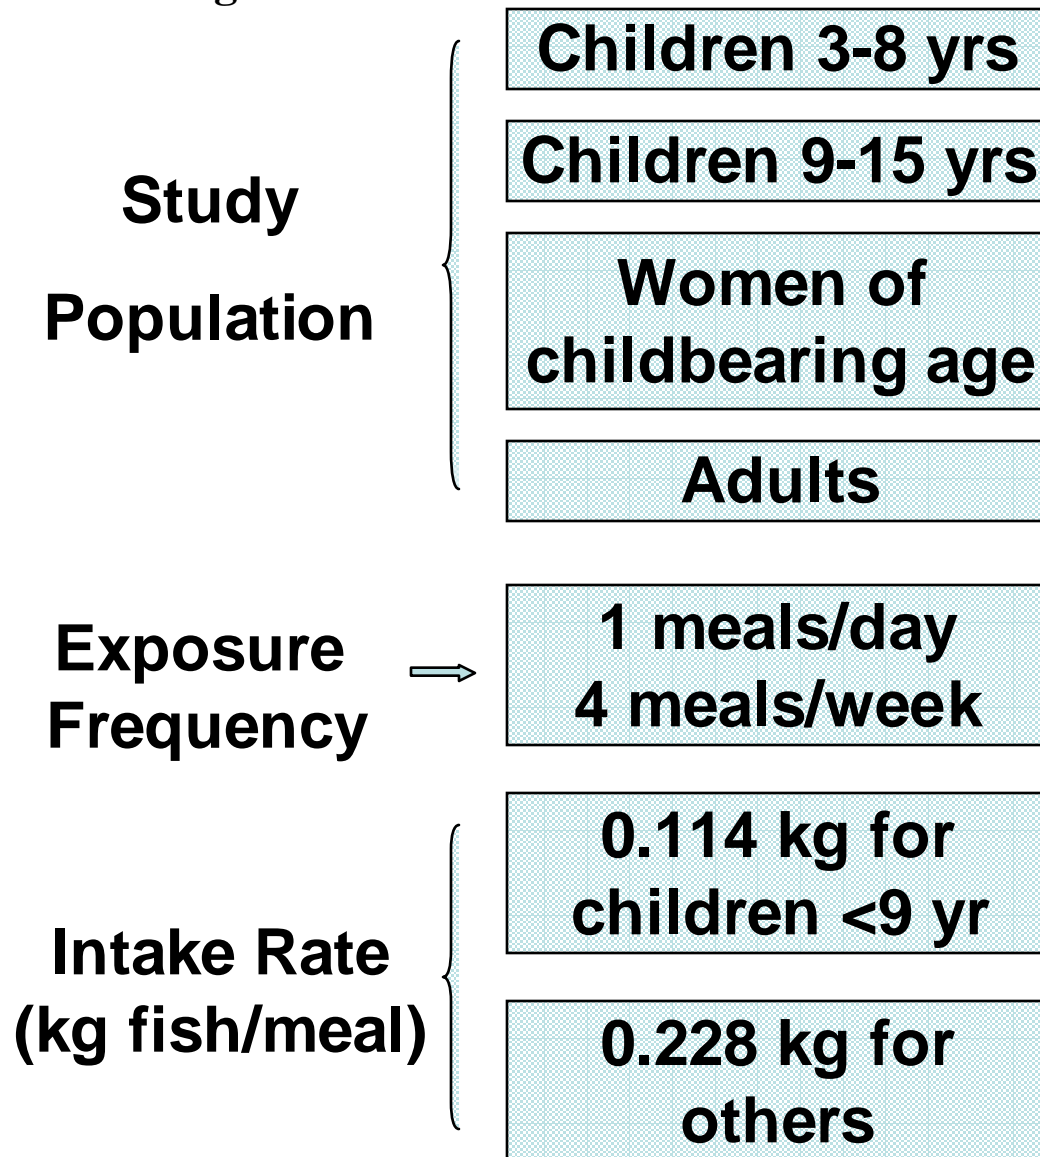 Study
Population
Children 3-8 yrs
Children 9-15 yrs
Women of
childbearing age
Adults
Exposure
Frequency
1 meals/day
4 meals/week
Intake Rate
(kg fish/meal)
0.114 kg for
children <9 yr
0.228 kg for
others